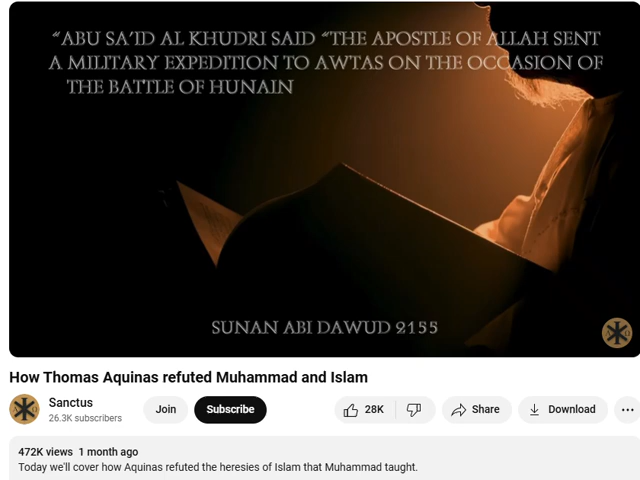 “ABU SA’ID AL KHUDRI SAID “THE APOSTLE OF ALLAH SENT
A MILITARY EXPEDITION TO AWTAS ON THE OCCASION OF
THE BATTLE OF HUNAIN
SUNAN ABI DAWUD 2155
How Thomas Aquinas refuted Muhammad and Islam
Sanctus
26.3K subscribers
Join
Subscribe
28K
Share
Download
472K views 1 month ago
Today we'll cover how Aquinas refuted the heresies of Islam that Muhammad taught.